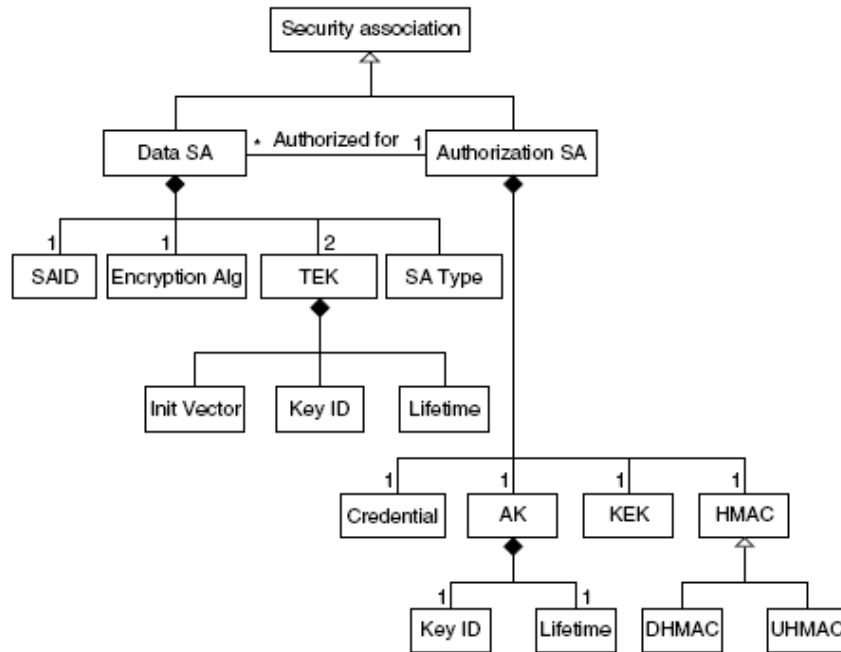 Security association
* Authorized for 1
Data SA
Authorization SA
1 1 2
SAID
Encryption Alg
TEK
SA Type
Init Vector
Key ID
Lifetime
1 1 1 1
Credential
AK
KEK
HMAC
1 1
Key ID
Lifetime
DHMAC
UHMAC